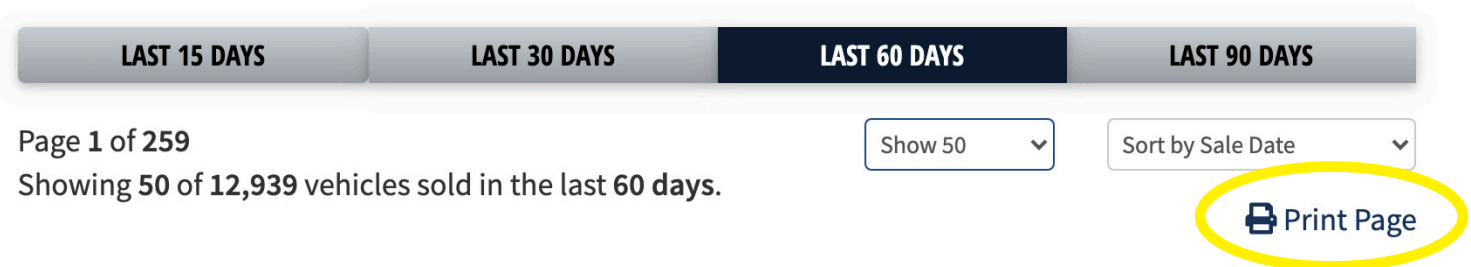 LAST 15 DAYS LAST 30 DAYS LAST 60 DAYS LAST 90 DAYS
Page 1 of 259 Show 50 Sort by Sale Date
Showing 50 of 12,939 vehicles sold in the last 60 days.
Print Page